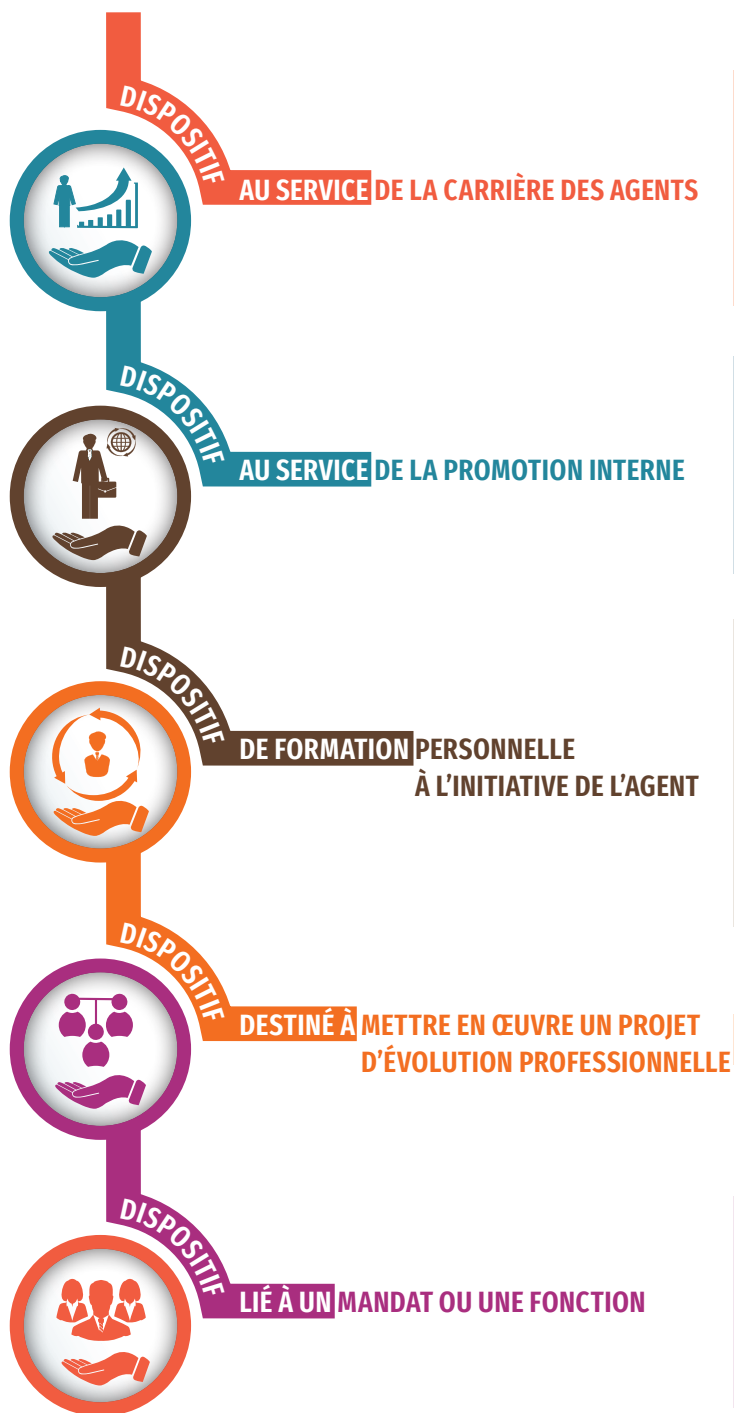 DISPOSITIF
AU SERVICE DE LA CARRIÈRE DES AGENTS
DISPOSITIF
AU SERVICE DE LA PROMOTION INTERNE
DISPOSITIF
DE FORMATION PERSONNELLE
À L’INITIATIVE DE L’AGENT
DISPOSITIF
DESTINÉ À METTRE EN ŒUVRE UN PROJET
D’ÉVOLUTION PROFESSIONNELLE
DISPOSITIF
LIÉ À UN MANDAT OU UNE FONCTION